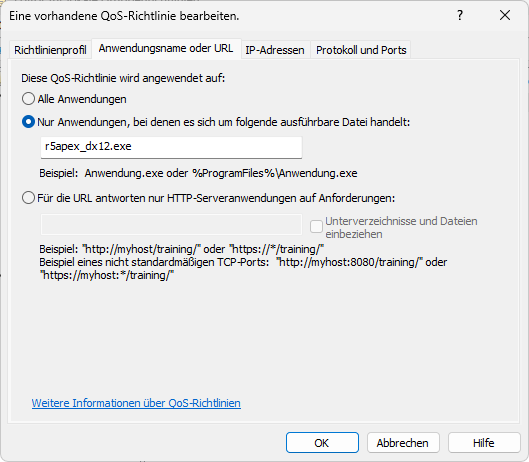 Eine vorhandene QoS-Richtlinie bearbeiten.
Richtlinienprofil Anwendungsname oder URL IP-Adressen Protokoll und Ports
Diese QoS-Richtlinie wird angewendet auf:
Alle Anwendungen
Nur Anwendungen, bei denen es sich um folgende ausführbare Datei handelt:
r5apex_dx12.exe
Beispiel: Anwendung.exe oder %ProgramFiles%\Anwendung.exe
Für die URL antworten nur HTTP-Serveranwendungen auf Anforderungen:
Unterverzeichnisse und Dateien
einbeziehen
Beispiel: "http://myhost/training/" oder "https://*/training/"
Beispiel eines nicht standardmäßigen TCP-Ports: "http://myhost:8080/training/" oder
"https://myhost:*/training/"
Weitere Informationen über QoS-Richtlinien
OK Abbrechen Hilfe